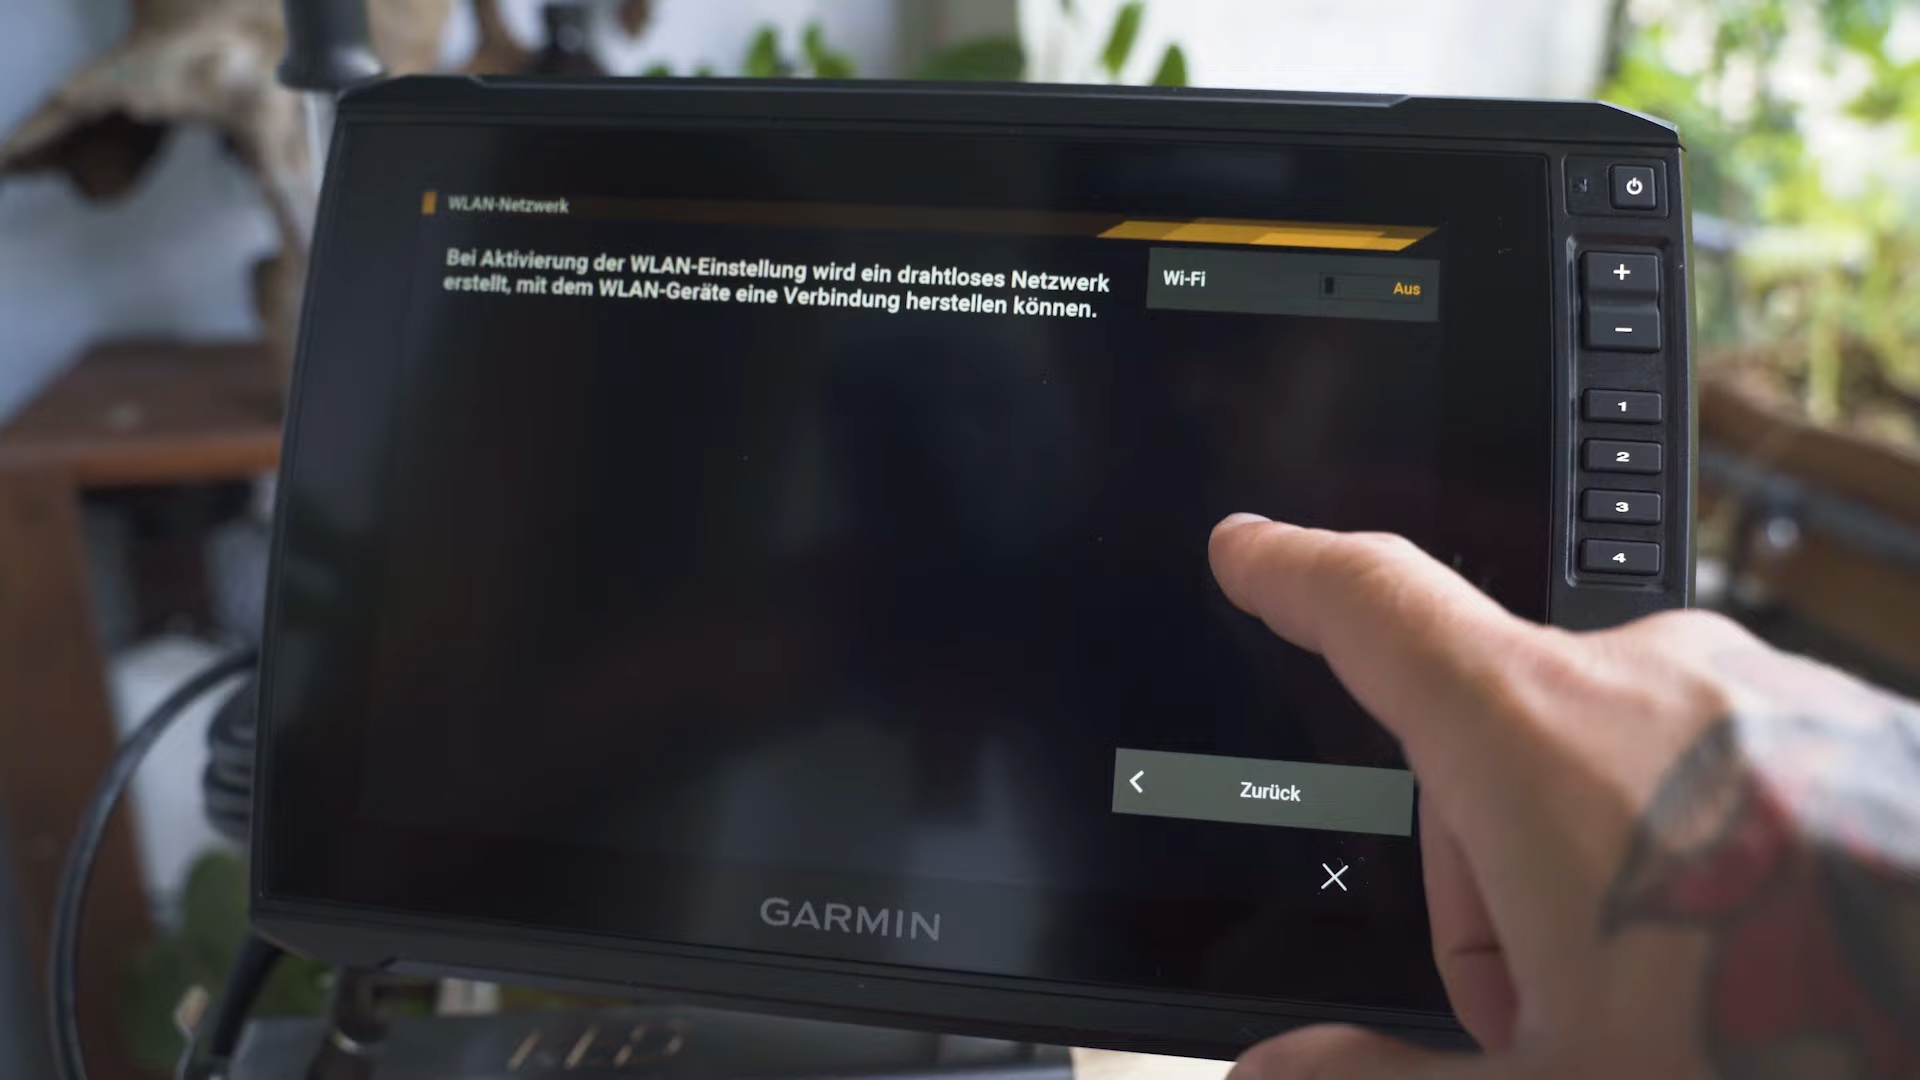 WLAN-Netzwerk
Bei Aktivierung der WLAN-Einstellung wird ein drahtloses Netzwerk
erstellt, mit dem WLAN-Geräte eine Verbindung herstellen können.
Wi-Fi
Aus
+
−
1
2
3
4
Zurück
GARMIN